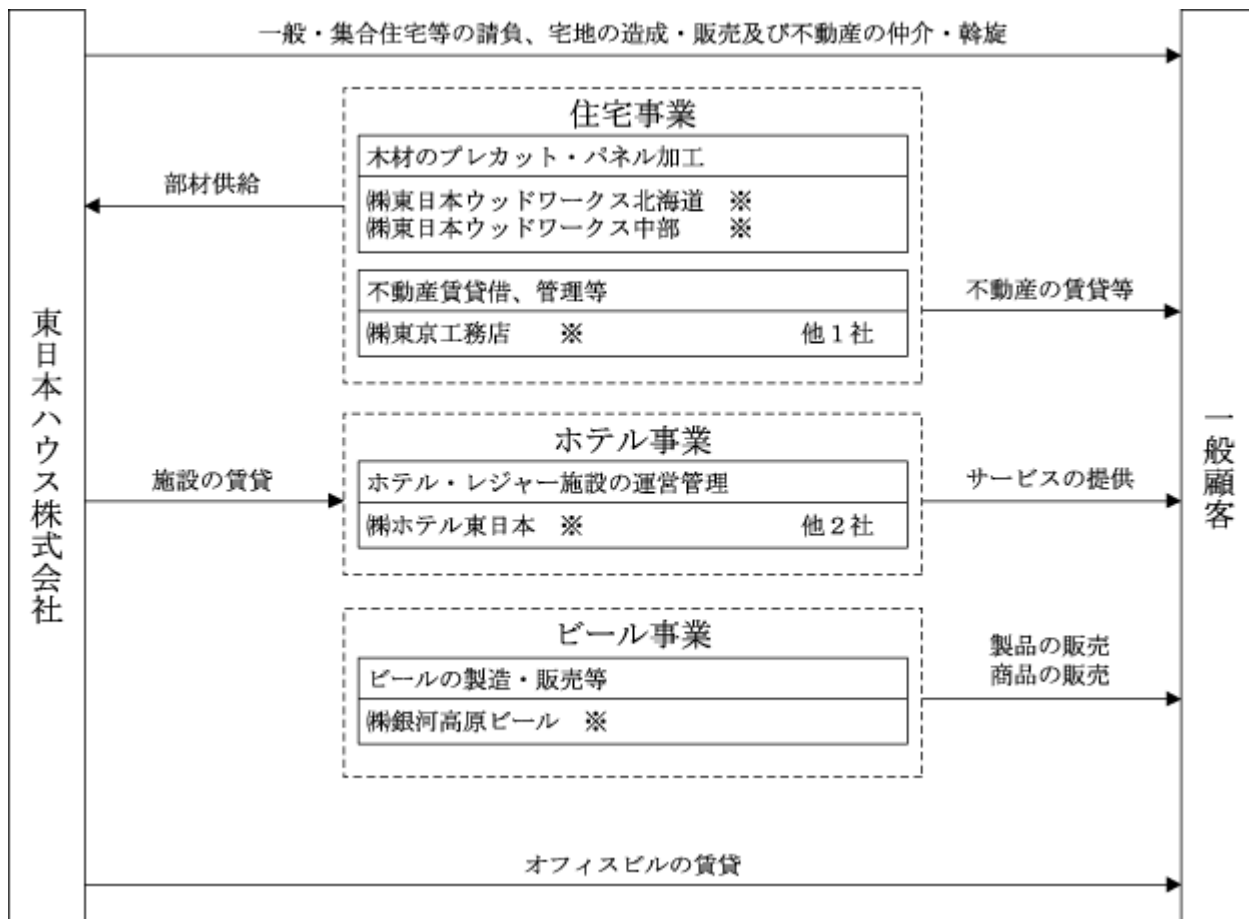 一般・集合住宅等の請負、宅地の造成・販売及び不動産の仲介・斡旋
住宅事業
木材のプレカット・パネル加工
部材供給
㈱東日本ウッドワークス北海道 ※
㈱東日本ウッドワークス中部 ※
不動産賃貸借、管理等
不動産の賃貸等
㈱東京工務店 ※ 他1社
東日本ハウス株式会社
一般顧客
ホテル事業
施設の賃貸
ホテル・レジャー施設の運営管理
サービスの提供
㈱ホテル東日本 ※ 他2社
ビール事業
製品の販売
商品の販売
ビールの製造・販売等
㈱銀河高原ビール ※
オフィスビルの賃貸